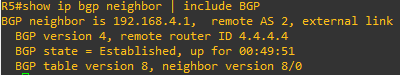 R5#show ip bgp neighbor | include BGP
BGP neighbor is 192.168.4.1,  remote AS 2, external link
  BGP version 4, remote router ID 4.4.4.4
  BGP state = Established, up for 00:49:51
  BGP table version 8, neighbor version 8/0